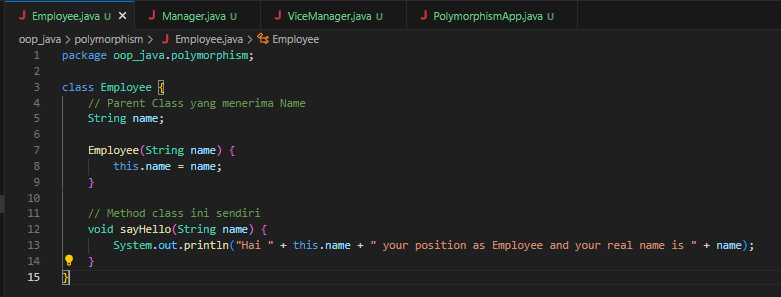 J Employee.java U X J Manager.java U J ViceManager.java U J PolymorphismApp.java U
oop_java > polymorphism > J Employee.java > Employee
1 package oop_java.polymorphism;
2
3 class Employee {
4 // Parent Class yang menerima Name
5 String name;
6
7 Employee(String name) {
8 this.name = name;
9 }
10
11 // Method class ini sendiri
12 void sayHello(String name) {
13 System.out.println("Hai " + this.name + " your position as Employee and your real name is " + name);
14 }
15 }